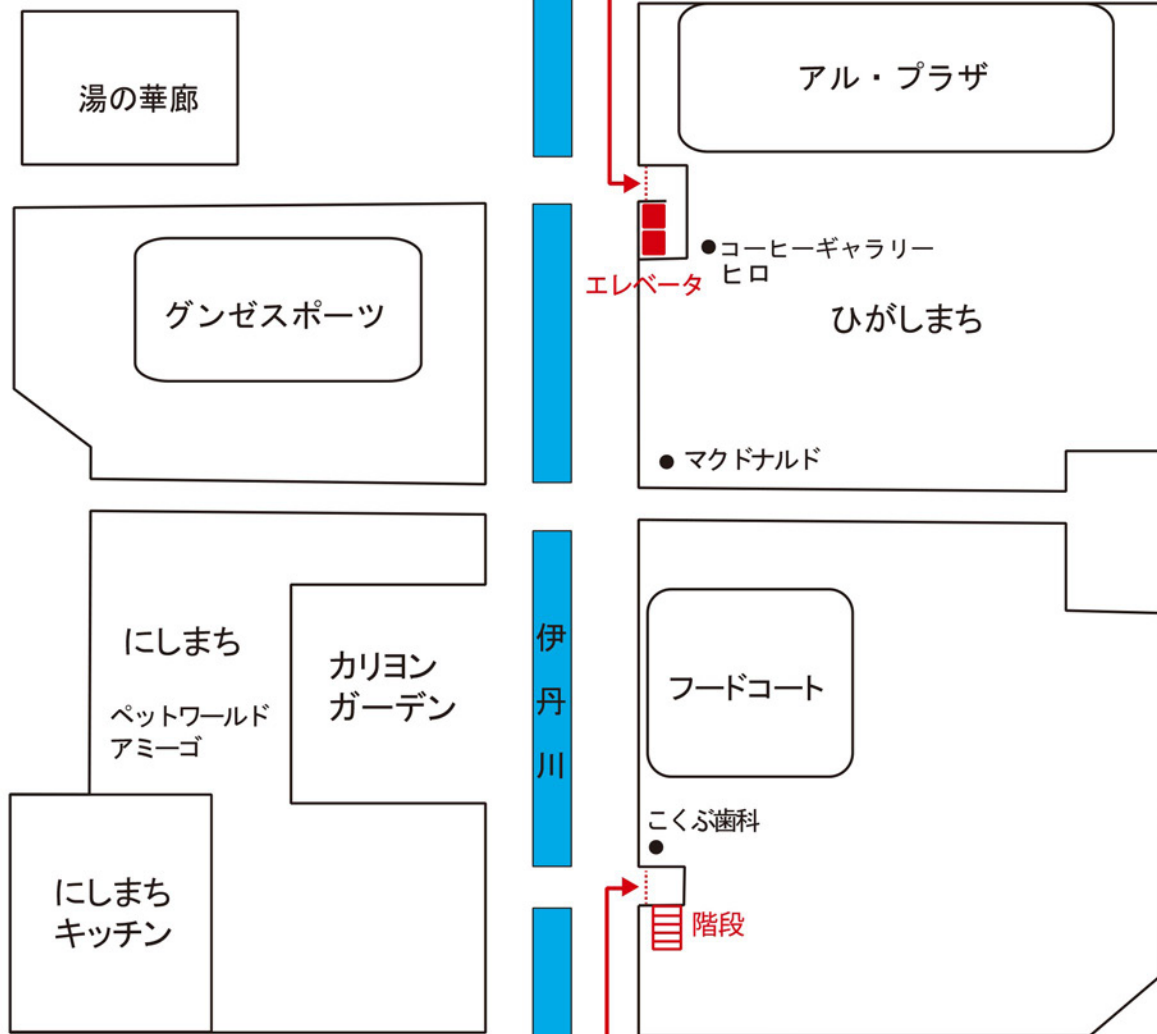 湯の華廊
アル・プラザ
グンゼスポーツ
エレベータ
コーヒーギャラリー
ヒロ
ひがしまち
マクドナルド
にしまち
ペットワールド
アミーゴ
カリヨン
ガーデン
伊丹川
フードコート
こくぶ歯科
にしまち
キッチン
階段